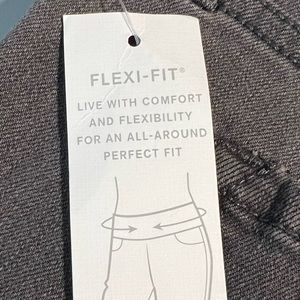 FLEXI-FIT®
LIVE WITH COMFORT
AND FLEXIBILITY
FOR AN ALL-AROUND
PERFECT FIT